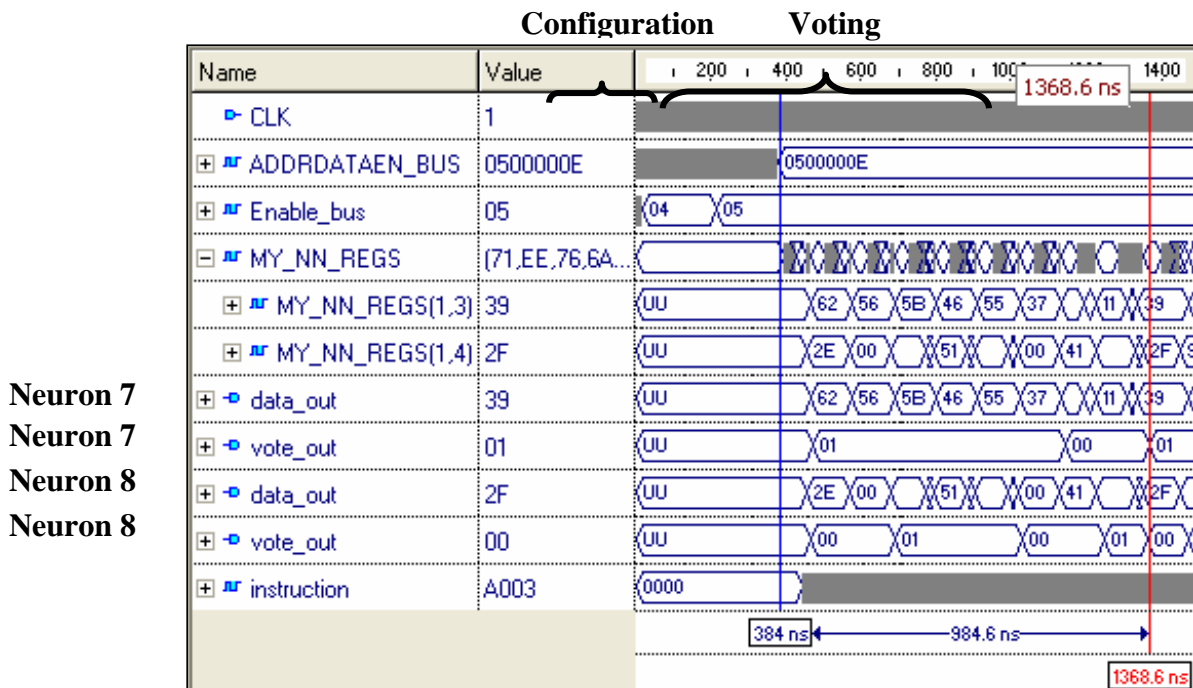 Configuration Voting
Name Value 200 400 600 800 1400
1368.6 ns
CLK 1
ADDRDATAEN_BUS 0500000E 0500000E
Enable_bus 05 04 05
MY_NN_REGS (71,EE,76,6A...
MY_NN_REGS(1,3) 39 UU 62 56 5B 46 55 37 11 39
MY_NN_REGS(1,4) 2F UU 2E 00 51 00 41 2F
Neuron 7 data_out 39 UU 62 56 5B 46 55 37 11 39
Neuron 7 vote_out 01 UU 01 00 01
Neuron 8 data_out 2F UU 2E 00 51 00 41 2F
Neuron 8 vote_out 00 UU 00 01 00 01 00
instruction A003 0000
384 ns 984.6 ns
1368.6 ns